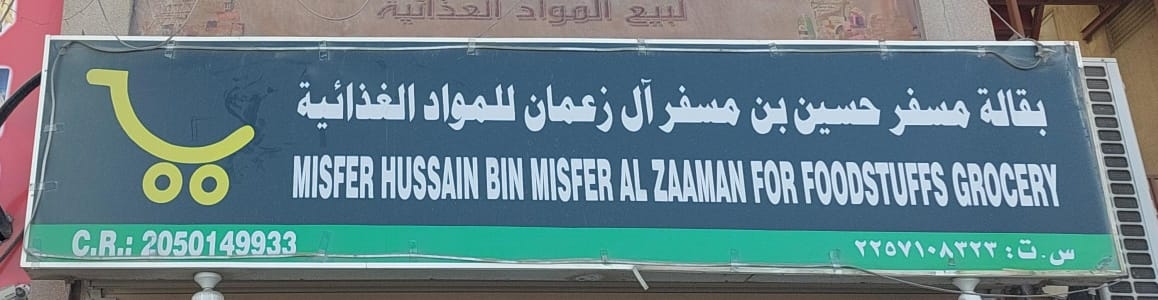 لبيع المواد الغذائية
بقالة مسفر حسين بن مسفر آل زعمان للمواد الغذائية
MISFER HUSSAIN BIN MISFER AL ZAAMAN FOR FOODSTUFFS GROCERY
C.R.: 2050149933
س.ت: ٢٢٥٧١٠٨٣٢٣